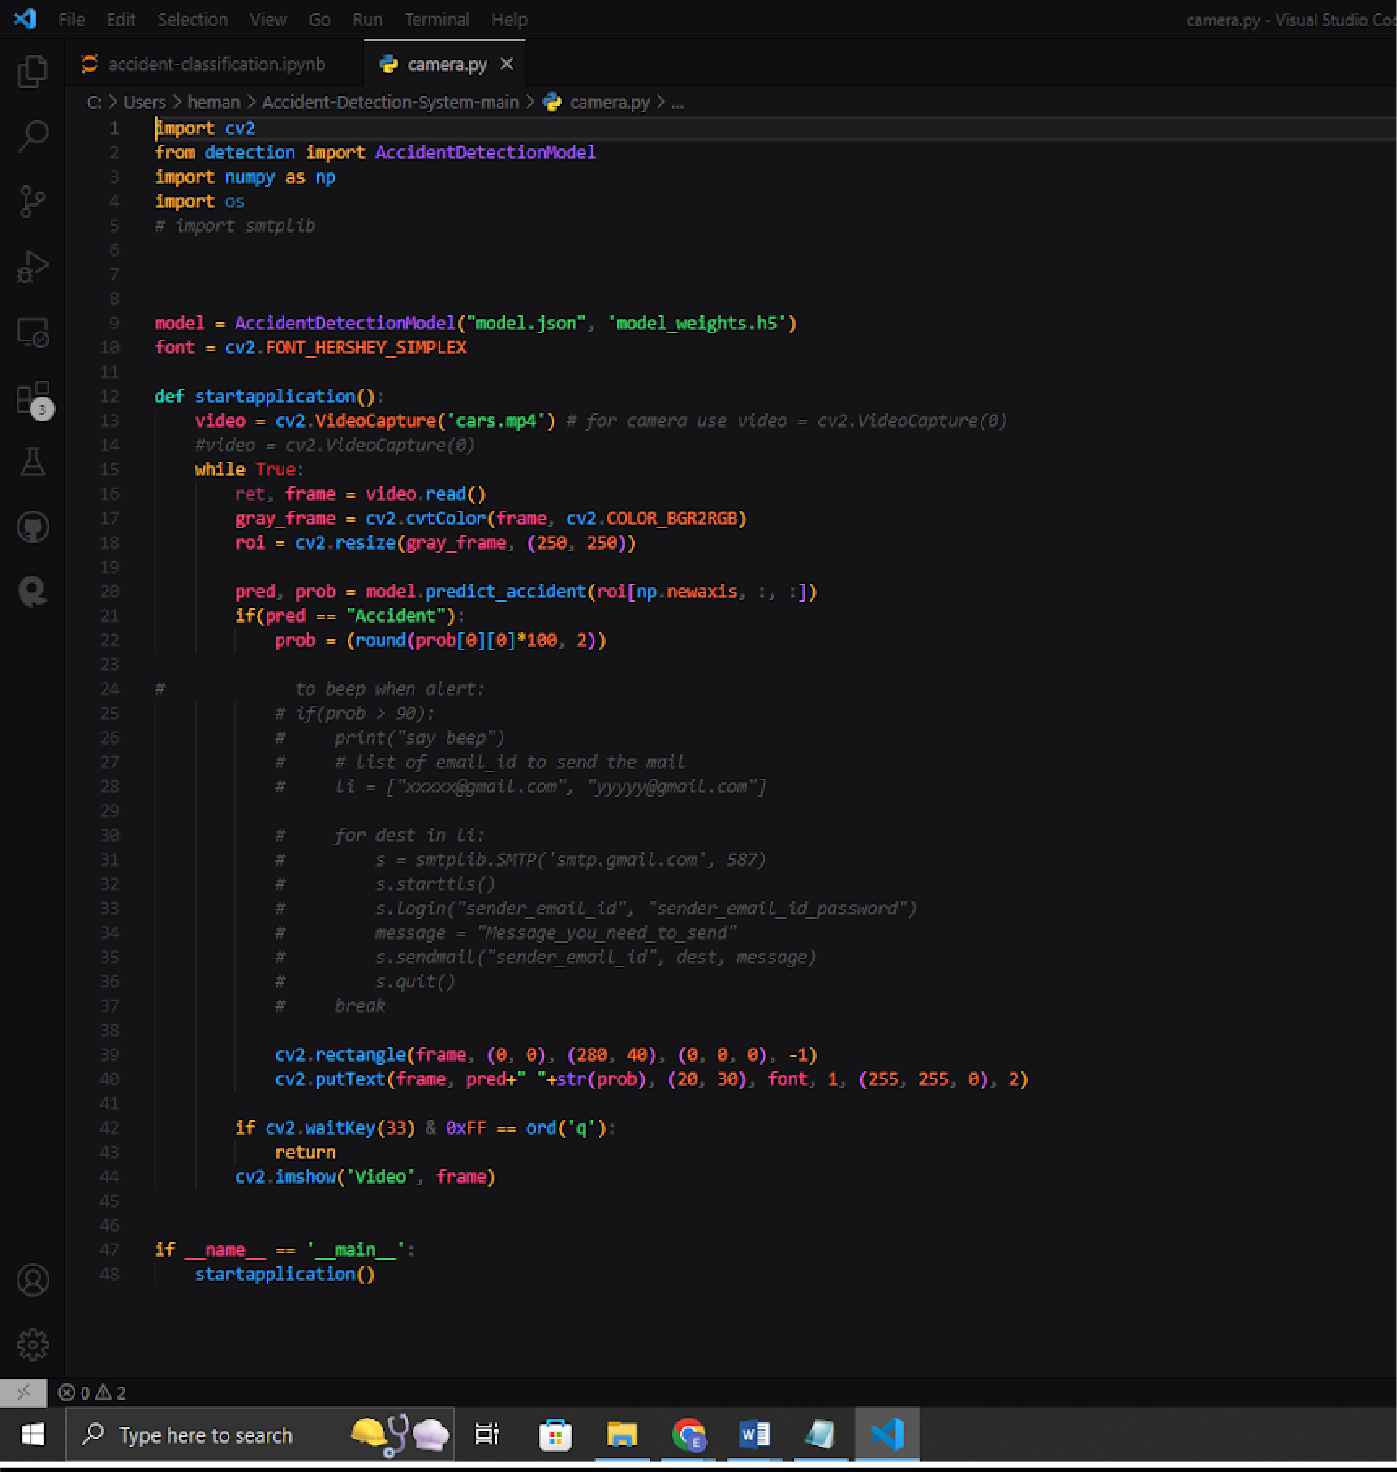 File Edit Selection View Go Run Terminal Help camera.py - Visual Studio Co
accident-classification.ipynb camera.py
C: > Users > heman > Accident-Detection-System-main > camera.py > ...
1 import cv2
2 from detection import AccidentDetectionModel
3 import numpy as np
4 import os
5 # import smtplib
6
7
8
9 model = AccidentDetectionModel("model.json", 'model_weights.h5')
10 font = cv2.FONT_HERSHEY_SIMPLEX
11
12 def startapplication():
13 video = cv2.VideoCapture('cars.mp4') # for camera use video = cv2.VideoCapture(0)
14 #video = cv2.VideoCapture(0)
15 while True:
16 ret, frame = video.read()
17 gray_frame = cv2.cvtColor(frame, cv2.COLOR_BGR2RGB)
18 roi = cv2.resize(gray_frame, (250, 250))
19
20 pred, prob = model.predict_accident(roi[np.newaxis, :, :])
21 if(pred == "Accident"):
22 prob = (round(prob[0][0]*100, 2))
23
24 # to beep when alert:
25 # if(prob > 90):
26 # print("say beep")
27 # # list of email_id to send the mail
28 # li = ["xxxxx@gmail.com", "yyyyy@gmail.com"]
29
30 # for dest in li:
31 # s = smtplib.SMTP('smtp.gmail.com', 587)
32 # s.starttls()
33 # s.login("sender_email_id", "sender_email_id_password")
34 # message = "Message_you_need_to_send"
35 # s.sendmail("sender_email_id", dest, message)
36 # s.quit()
37 # break
38
39 cv2.rectangle(frame, (0, 0), (280, 40), (0, 0, 0), -1)
40 cv2.putText(frame, pred+" "+str(prob), (20, 30), font, 1, (255, 255, 0), 2)
41
42 if cv2.waitKey(33) & 0xFF == ord('q'):
43 return
44 cv2.imshow('Video', frame)
45
46
47 if __name__ == '__main__':
48 startapplication()
3
0 2
Type here to search
E
W